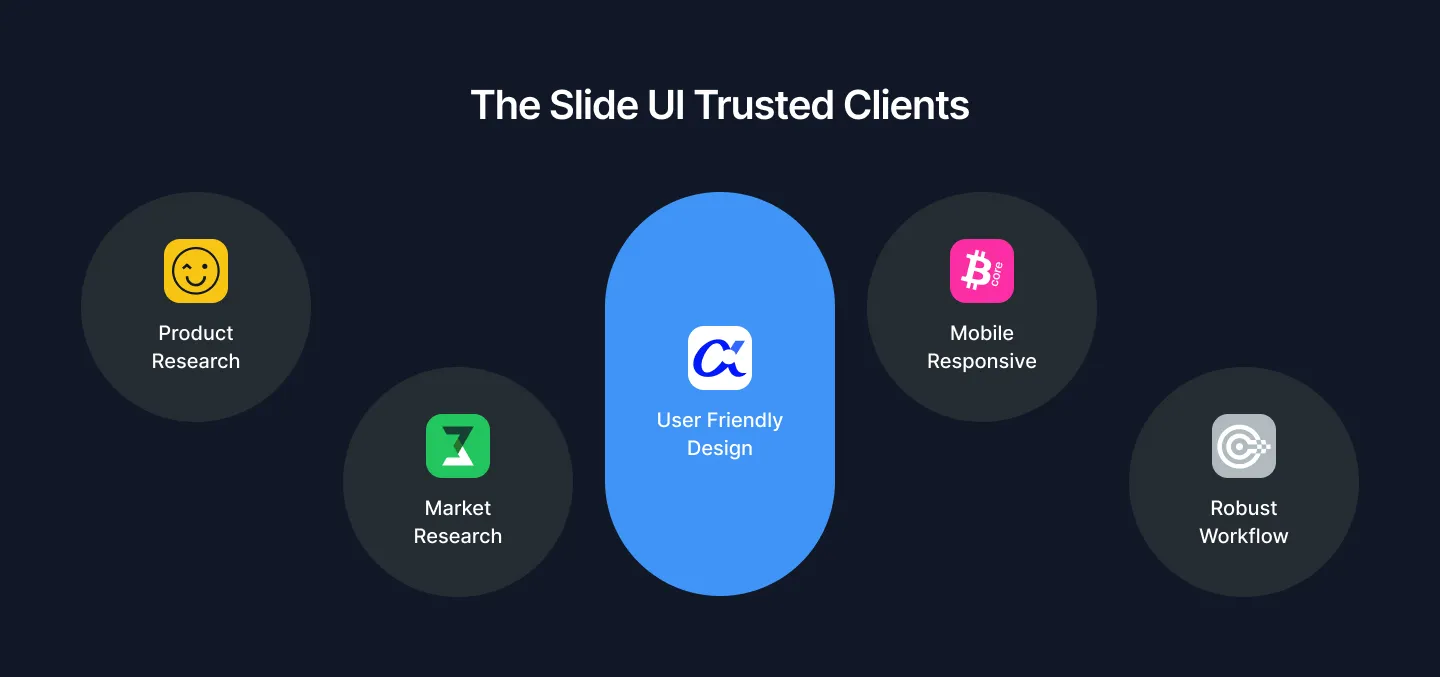 The Slide UI Trusted Clients
Product
Research
Market
Research
User Friendly
Design
core
Mobile
Responsive
Robust
Workflow